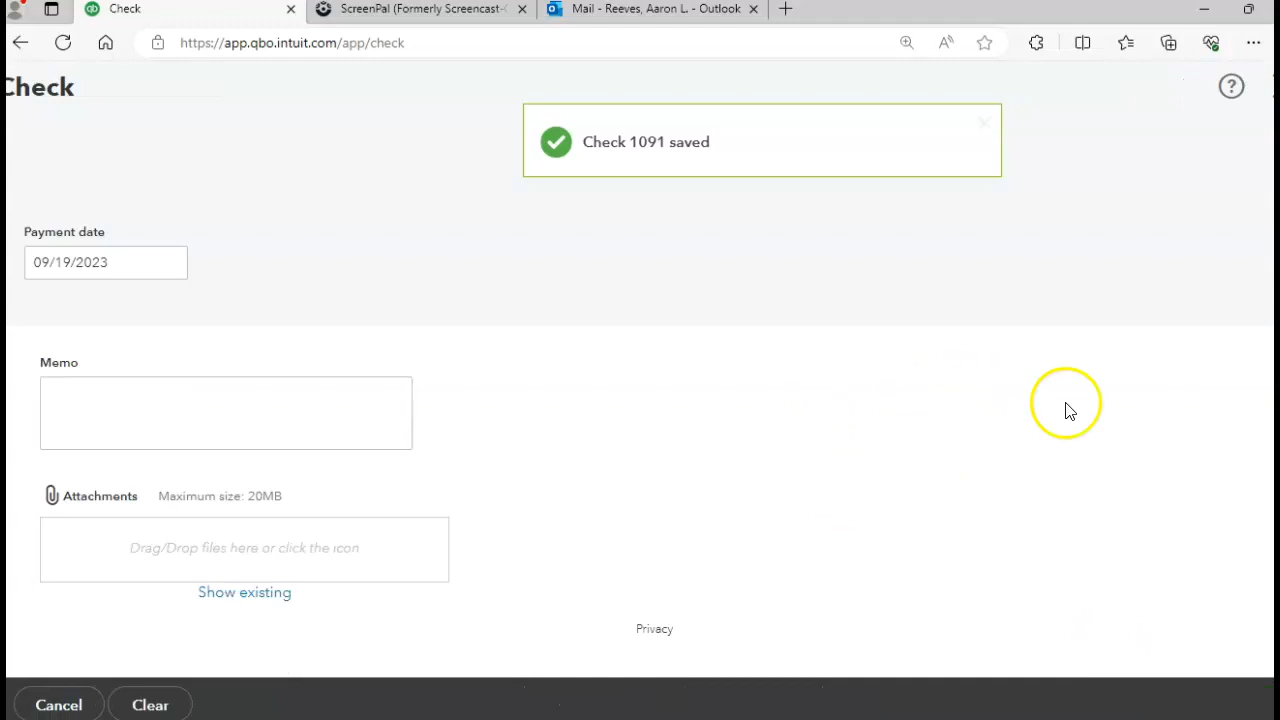 Check
ScreenPal (Formerly Screencast-O
Mail - Reeves, Aaron L. - Outlook
https://app.qbo.intuit.com/app/check
Check
Check 1091 saved
Payment date
09/19/2023
Memo
Attachments Maximum size: 20MB
Drag/Drop files here or click the icon
Show existing
Privacy
Cancel Clear